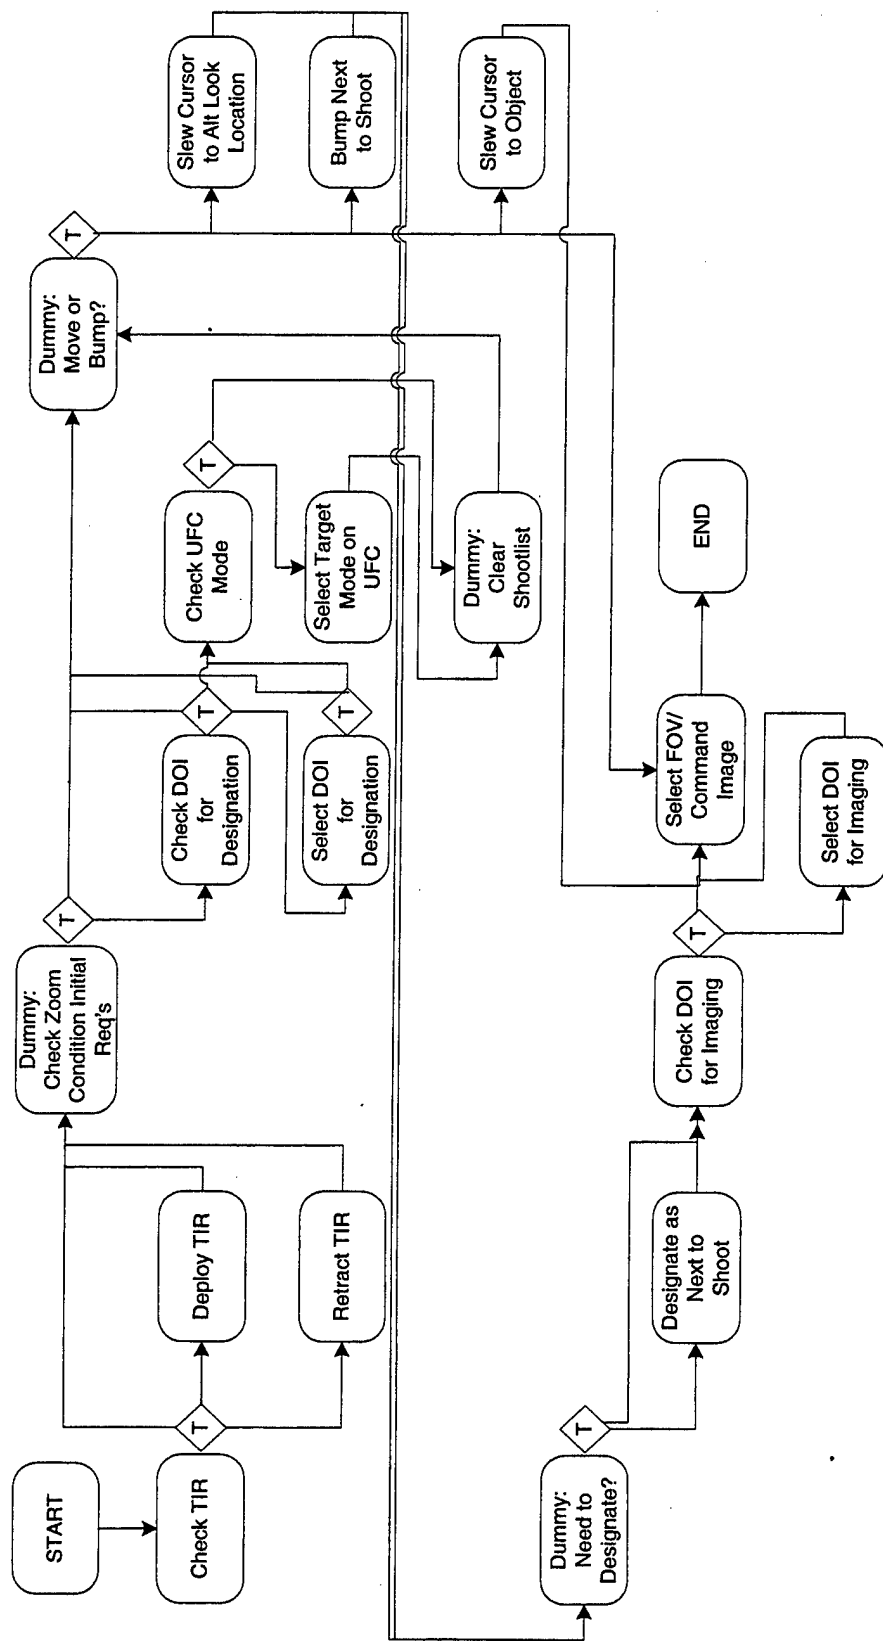 START
Check TIR
T
Deploy TIR
Retract TIR
Dummy:
Check Zoom
Condition Initial
Req's
T
Check DOI
for
Designation
T
Select DOI
for
Designation
T
Check UFC
Mode
T
Select Target
Mode on
UFC
Dummy:
Clear
Shootlist
Dummy:
Move or
Bump?
T
Slew Cursor
to Alt Look
Location
Bump Next
to Shoot
Slew Cursor
to Object
Dummy:
Need to
Designate?
T
Designate as
Next to
Shoot
Check DOI
for Imaging
T
Select DOI
for Imaging
Select FOV/
Command
Image
END